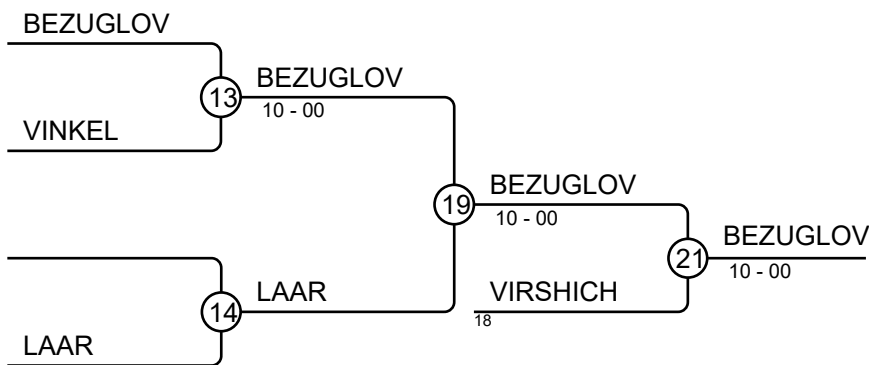 BEZUGLOV
13
BEZUGLOV
10 - 00
VINKEL
19
BEZUGLOV
10 - 00
21
BEZUGLOV
10 - 00
14
LAAR
VIRSHICH
18
LAAR